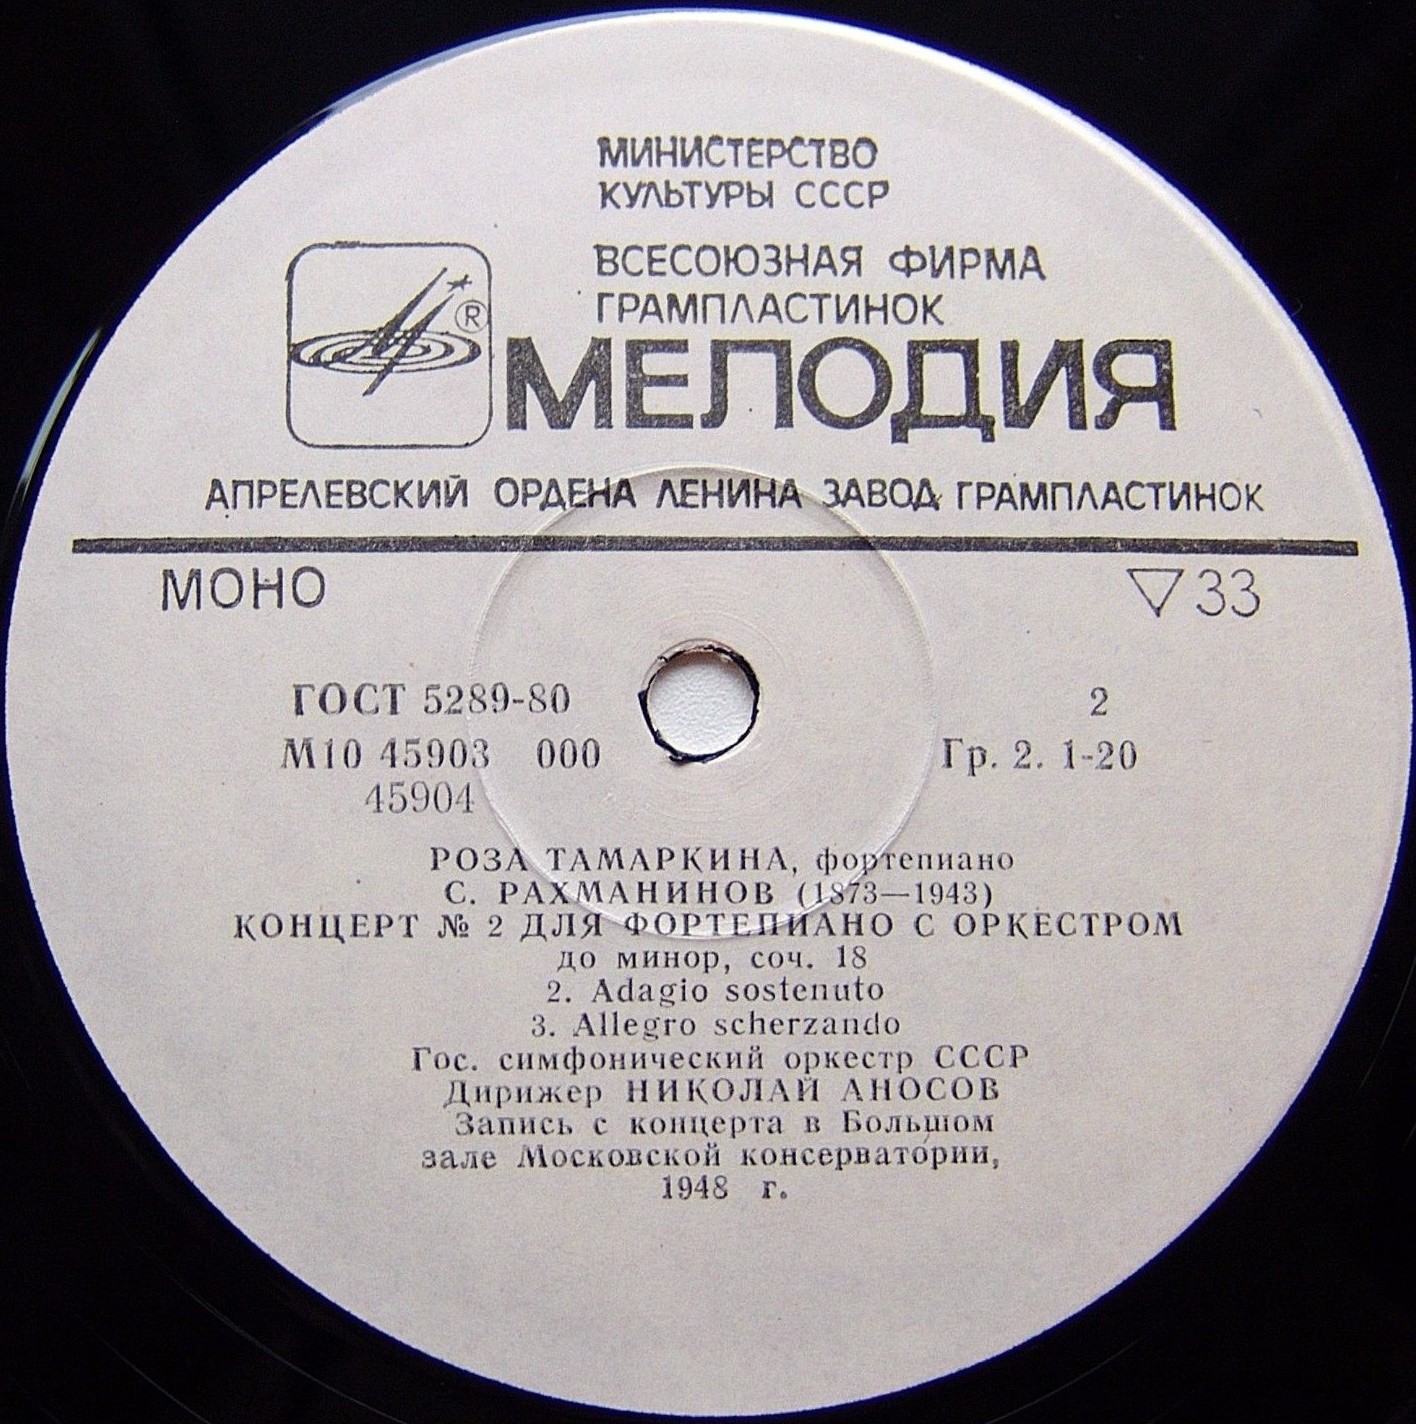 МИНИСТЕРСТВО
КУЛЬТУРЫ СССР
ВСЕСОЮЗНАЯ ФИРМА
ГРАМПЛАСТИНОК
®
МЕЛОДИЯ
АПРЕЛЕВСКИЙ ОРДЕНА ЛЕНИНА ЗАВОД ГРАМПЛАСТИНОК
МОНО ▽ 33
ГОСТ 5289-80 2
М10 45903 000 Гр. 2. 1-20
45904
РОЗА ТАМАРКИНА, фортепиано
С. РАХМАНИНОВ (1873—1943)
КОНЦЕРТ № 2 ДЛЯ ФОРТЕПИАНО С ОРКЕСТРОМ
до минор, соч. 18
2. Adagio sostenuto
3. Allegro scherzando
Гос. симфонический оркестр СССР
Дирижер НИКОЛАЙ АНОСОВ
Запись с концерта в Большом
зале Московской консерватории,
1948 г.